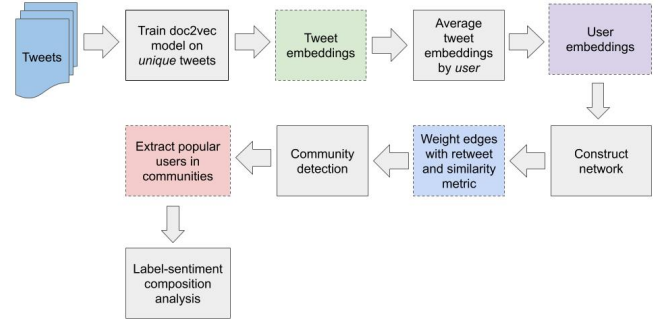 Tweets
Train doc2vec
model on
unique tweets
Tweet
embeddings
Average
tweet
embeddings
by user
User
embeddings
Extract popular
users in
communities
Community
detection
Weight edges
with retweet
and similarity
metric
Construct
network
Label-sentiment
composition
analysis